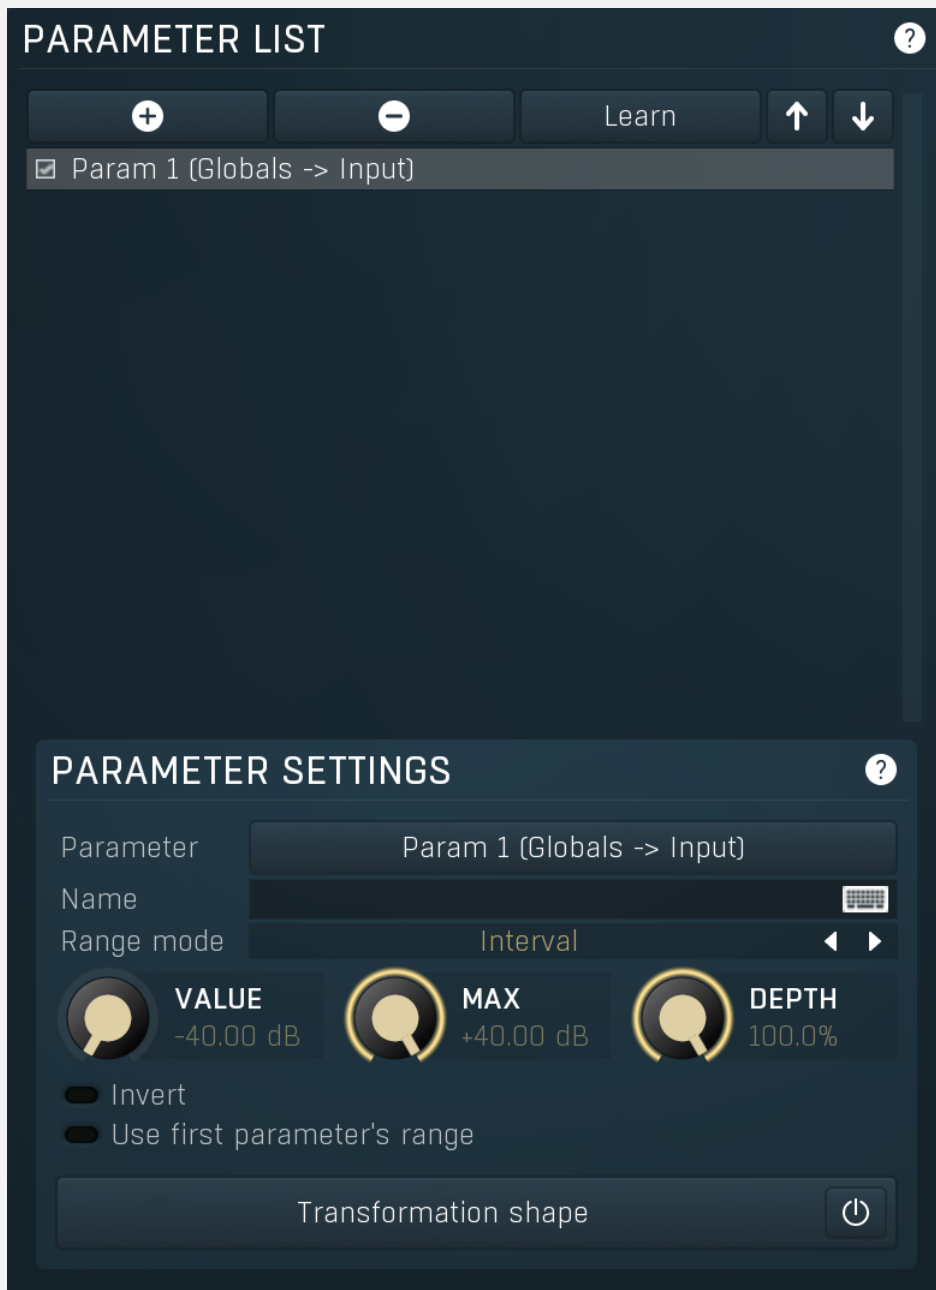 PARAMETER LIST ?
Learn
Param 1 (Globals -> Input)
PARAMETER SETTINGS ?
Parameter Param 1 (Globals -> Input)
Name
Range mode Interval
VALUE MAX DEPTH
-40.00 dB +40.00 dB 100.0%
Invert
Use first parameter's range
Transformation shape